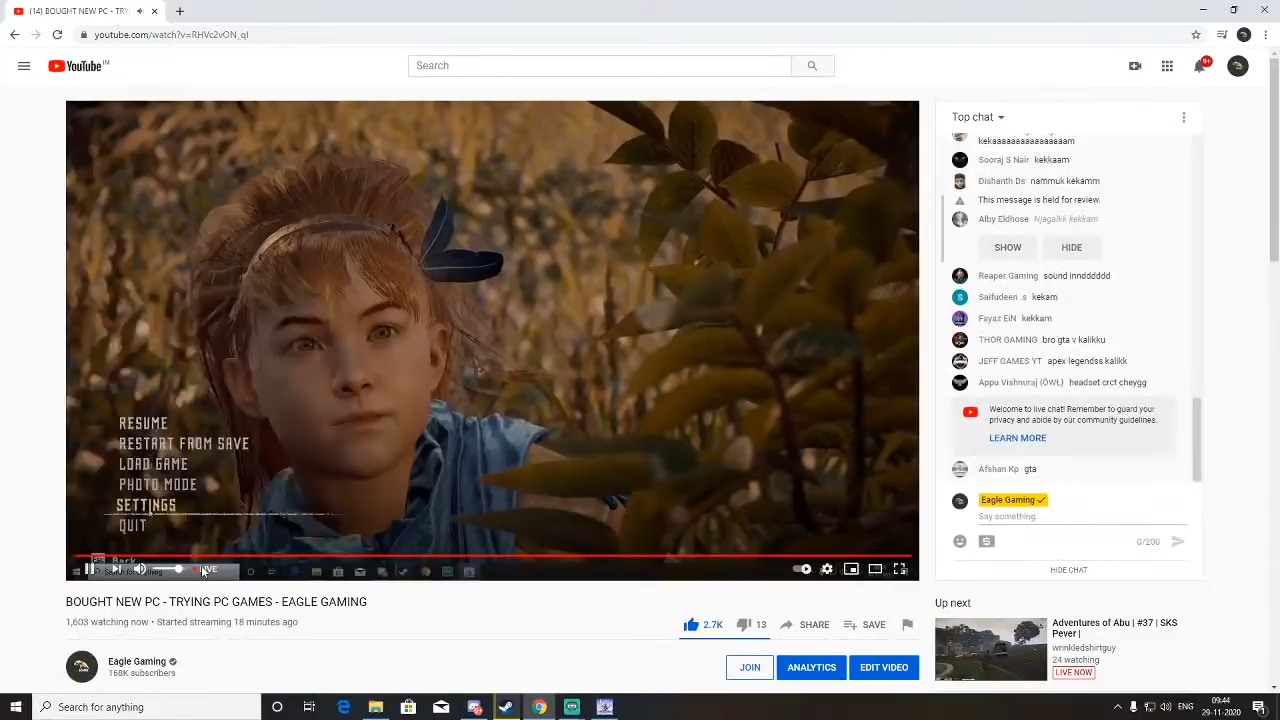 (14) BOUGHT NEW PC - TRYI
youtube.com/watch?v=RHVc2vON_qI
YouTube IN
Search
9+
Top chat
kekaaaaaaaaaaaaaaam
Sooraj S Nair kekkaam
Dishanth Ds nammuk kekamm
This message is held for review.
Alby Eldhose Njagalkk kekkam
SHOW HIDE
Reaper Gaming sound inndddddd
Saifudeen .s kekam
Fayaz EiN kekkam
THOR GAMING bro gta v kalikku
JEFF GAMES YT apex legendss kalikk
Appu Vishnuraj {ÖWŁ} headset crct cheygg
Welcome to live chat! Remember to guard your
privacy and abide by our community guidelines.
LEARN MORE
Afshan Kp gta
Eagle Gaming
Say something...
0/200
HIDE CHAT
RESUME
RESTART FROM SAVE
LOAD GAME
PHOTO MODE
SETTINGS
QUIT
Back
LIVE
BOUGHT NEW PC - TRYING PC GAMES - EAGLE GAMING
1,603 watching now • Started streaming 18 minutes ago
2.7K 13 SHARE SAVE
Eagle Gaming
168K subscribers
JOIN ANALYTICS EDIT VIDEO
Up next
Adventures of Abu | #37 | SKS
Pever |
wrinkledshirtguy
24 watching
LIVE NOW
Search for anything
ENG
09:44
29-11-2020